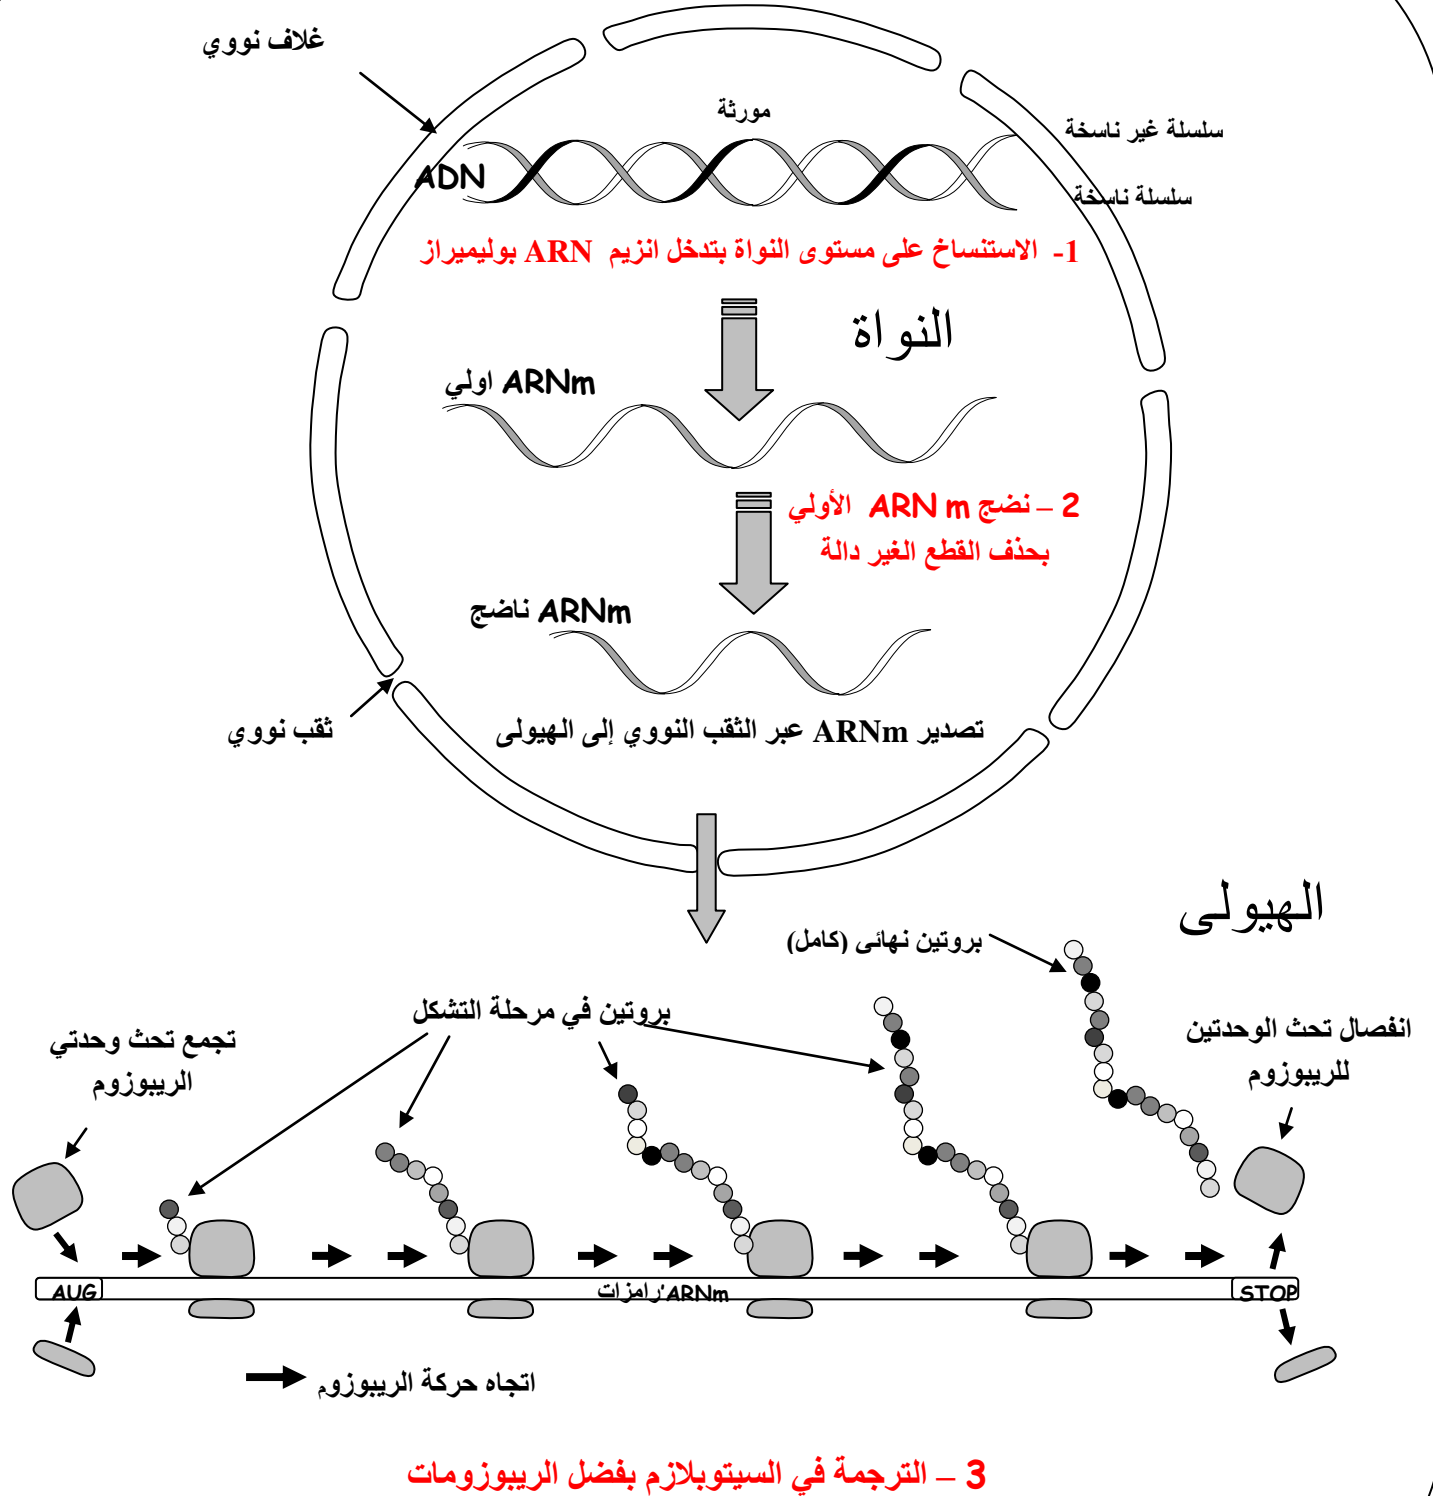 غلاف نووي
مورثة
سلسلة غير ناسخة
ADN
سلسلة ناسخة
1- الاستنساخ على مستوى النواة بتدخل انزيم ARN بوليميراز
النواة
ARNm اولي
2 – نضج ARN m الأولي
بحذف القطع الغير دالة
ARNm ناضج
ثقب نووي
تصدير ARNm عبر الثقب النووي إلى الهيولى
الهيولى
بروتين نهائى (كامل)
بروتين في مرحلة التشكل
انفصال تحث الوحدتين
للريبوزوم
تجمع تحث وحدتي
الريبوزوم
AUG
رامزات'ARNm
STOP
اتجاه حركة الريبوزوم
3 – الترجمة في السيتوبلازم بفضل الريبوزومات